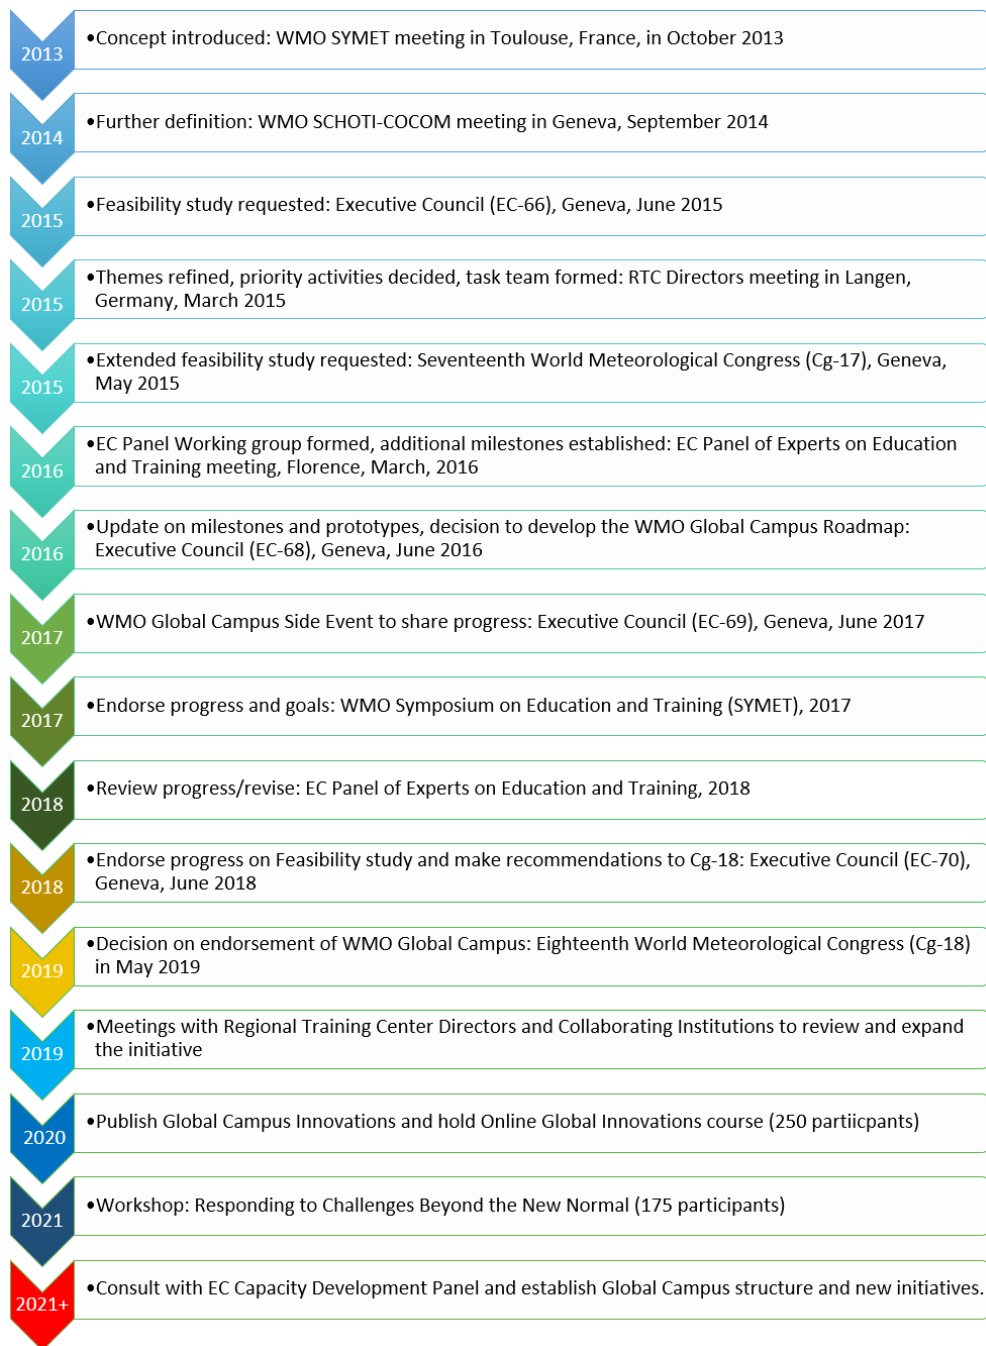 2013
•Concept introduced: WMO SYMET meeting in Toulouse, France, in October 2013
2014
•Further definition: WMO SCHOTI-COCOM meeting in Geneva, September 2014
2015
•Feasibility study requested: Executive Council (EC-66), Geneva, June 2015
2015
•Themes refined, priority activities decided, task team formed: RTC Directors meeting in Langen,
Germany, March 2015
2015
•Extended feasibility study requested: Seventeenth World Meteorological Congress (Cg-17), Geneva,
May 2015
2016
•EC Panel Working group formed, additional milestones established: EC Panel of Experts on Education
and Training meeting, Florence, March, 2016
2016
•Update on milestones and prototypes, decision to develop the WMO Global Campus Roadmap:
Executive Council (EC-68), Geneva, June 2016
2017
•WMO Global Campus Side Event to share progress: Executive Council (EC-69), Geneva, June 2017
2017
•Endorse progress and goals: WMO Symposium on Education and Training (SYMET), 2017
2018
•Review progress/revise: EC Panel of Experts on Education and Training, 2018
2018
•Endorse progress on Feasibility study and make recommendations to Cg-18: Executive Council (EC-70),
Geneva, June 2018
2019
•Decision on endorsement of WMO Global Campus: Eighteenth World Meteorological Congress (Cg-18)
in May 2019
2019
•Meetings with Regional Training Center Directors and Collaborating Institutions to review and expand
the initiative
2020
•Publish Global Campus Innovations and hold Online Global Innovations course (250 partiicpants)
2021
•Workshop: Responding to Challenges Beyond the New Normal (175 participants)
2021+
•Consult with EC Capacity Development Panel and establish Global Campus structure and new initiatives.